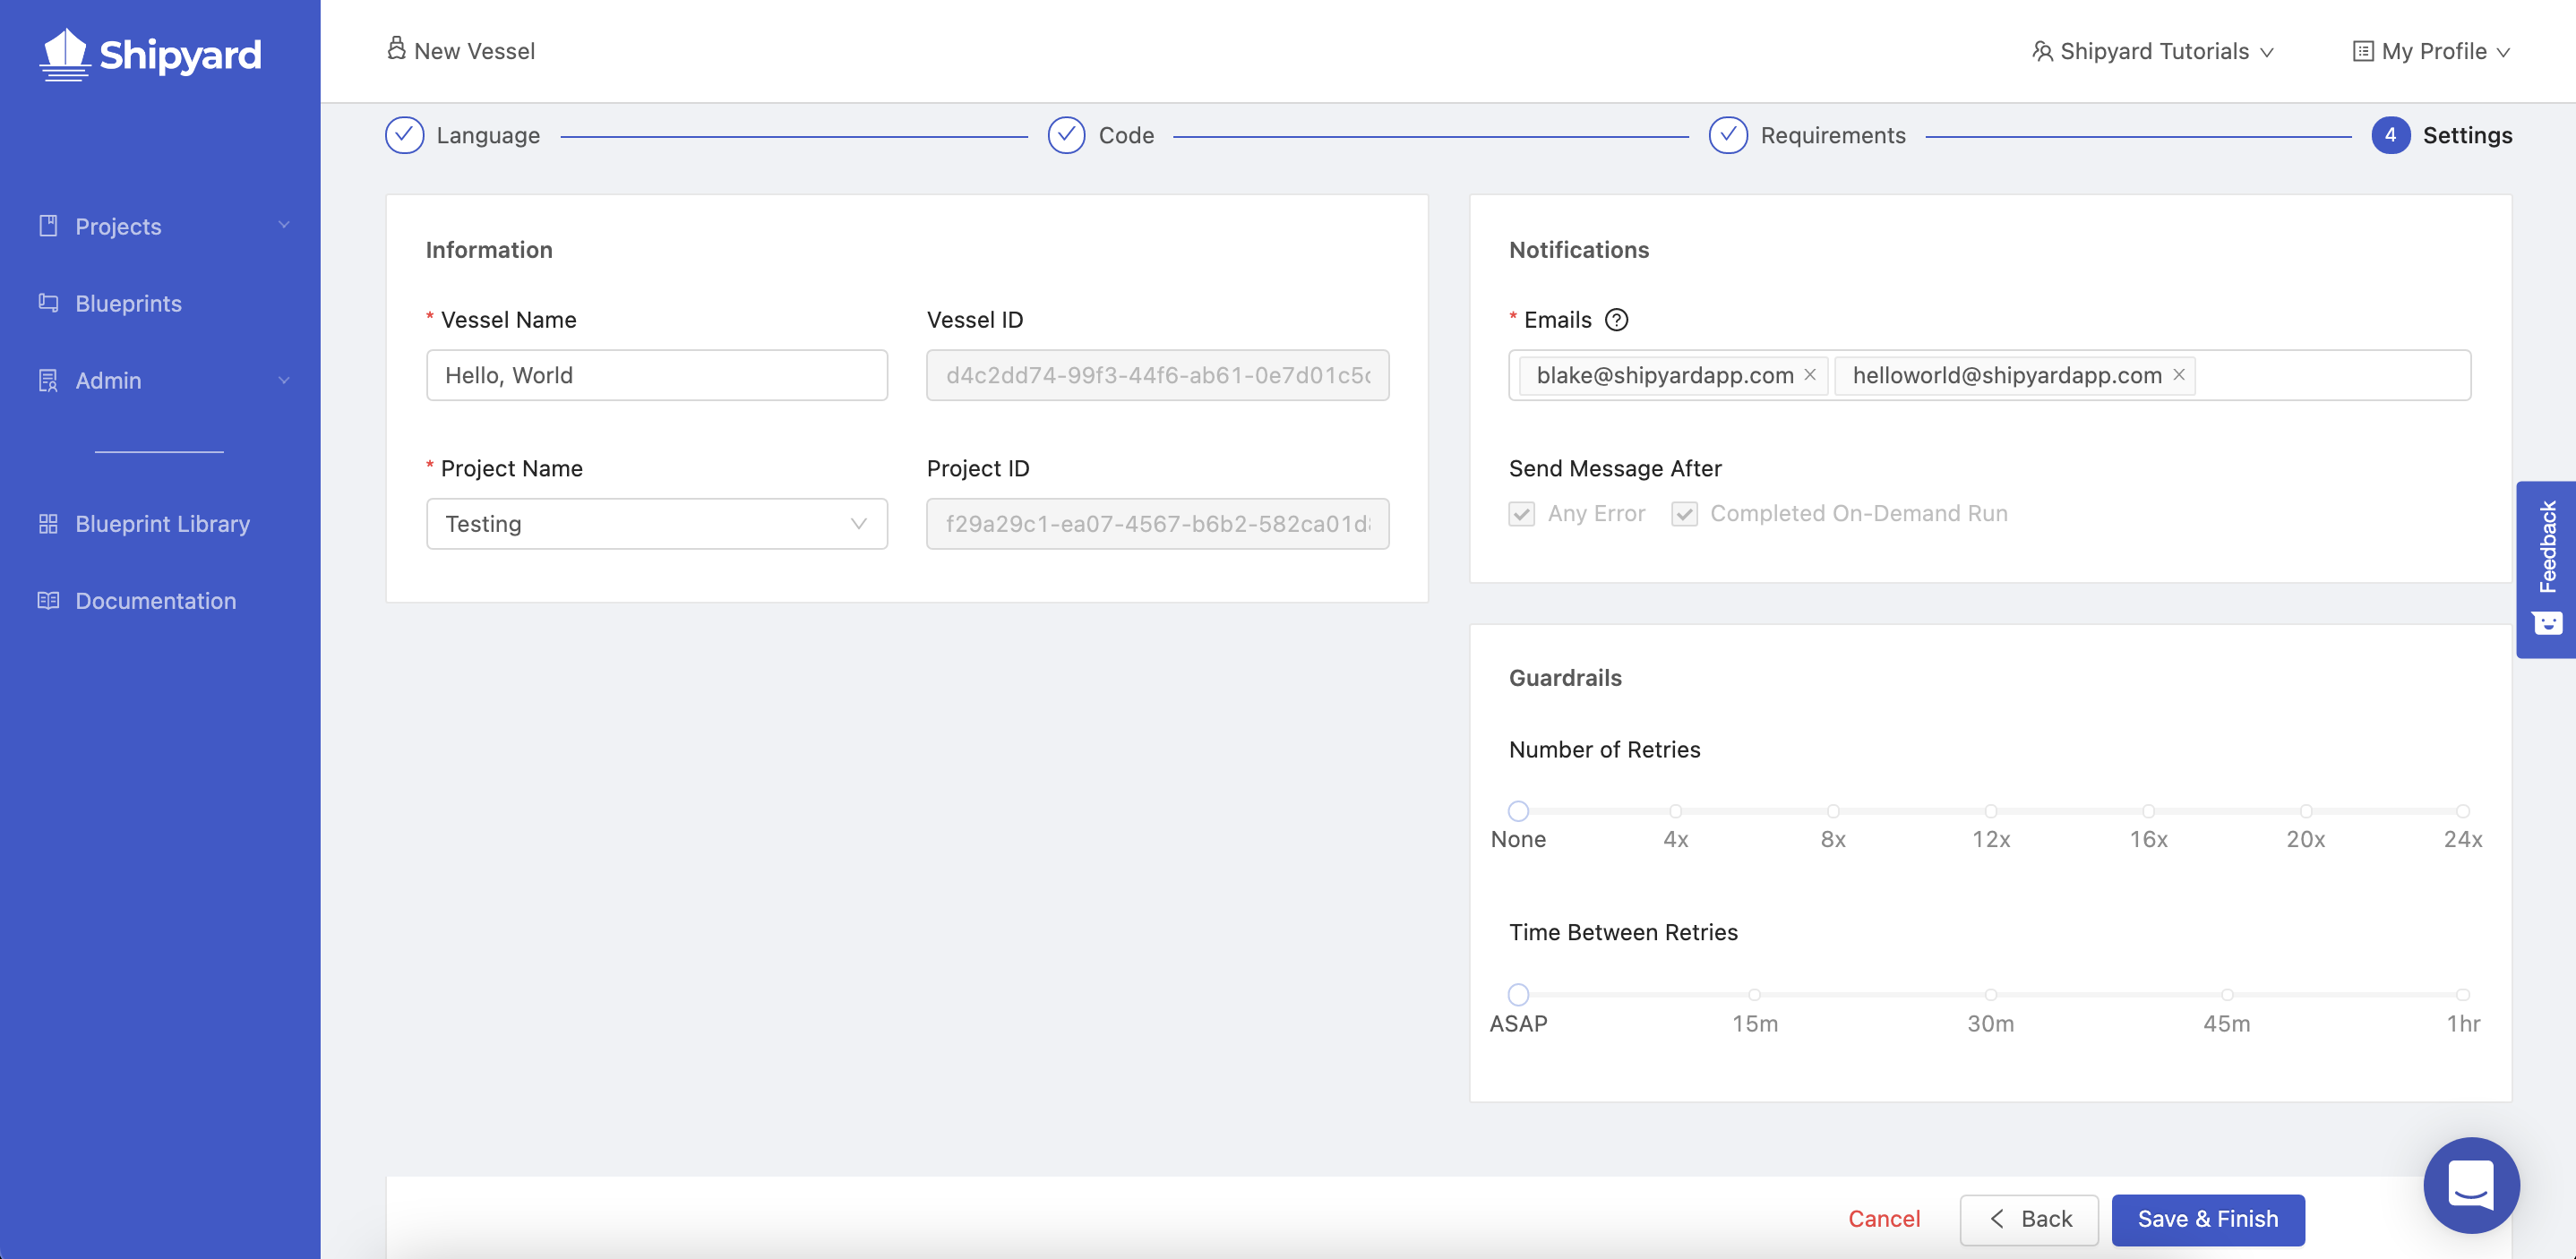 Shipyard
New Vessel
Shipyard Tutorials
My Profile
Language
Code
Requirements
4 Settings
Projects
Blueprints
Admin
Blueprint Library
Documentation
Information
* Vessel Name
Vessel ID
Hello, World
d4c2dd74-99f3-44f6-ab61-0e7d01c5
* Project Name
Project ID
Testing
f29a29c1-ea07-4567-b6b2-582ca01d
Notifications
* Emails ?
blake@shipyardapp.com × helloworld@shipyardapp.com ×
Send Message After
Any Error Completed On-Demand Run
Feedback
Guardrails
Number of Retries
None 4x 8x 12x 16x 20x 24x
Time Between Retries
ASAP 15m 30m 45m 1hr
Cancel
< Back
Save & Finish